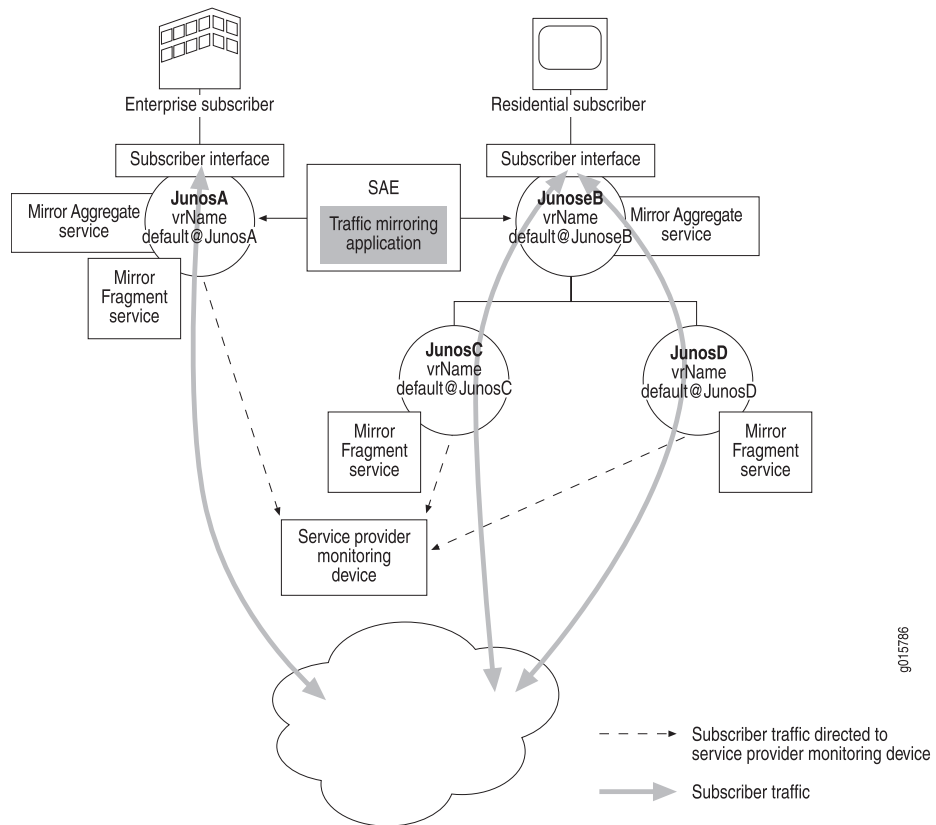 Enterprise subscriber
Residential subscriber
Subscriber interface
Subscriber interface
SAE
Traffic mirroring
application
JunosA
vrName
default@JunosA
Mirror Aggregate
service
Mirror
Fragment
service
JunoseB
vrName
default@JunoseB
Mirror Aggregate
service
JunosC
vrName
default@JunosC
Mirror
Fragment
service
JunosD
vrName
default@JunosD
Mirror
Fragment
service
Service provider
monitoring
device
g015786
Subscriber traffic directed to
service provider monitoring device
Subscriber traffic